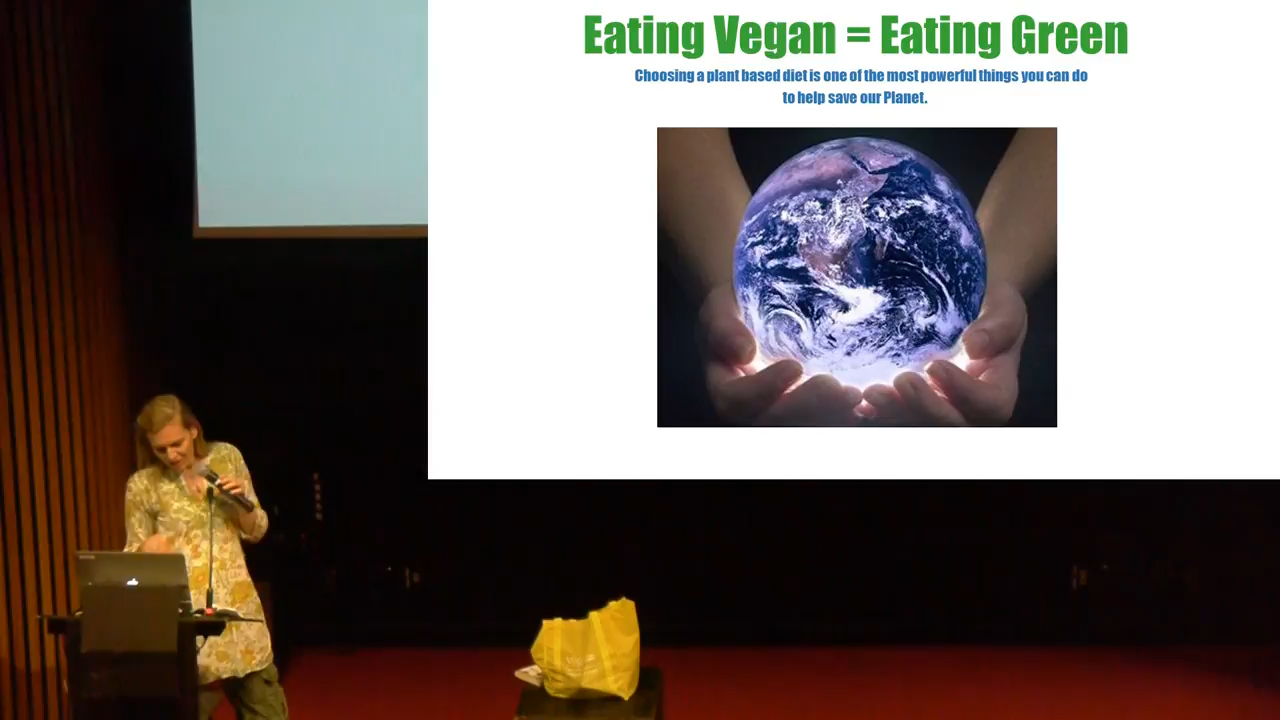 Eating Vegan = Eating Green
Choosing a plant based diet is one of the most powerful things you can do
to help save our Planet.